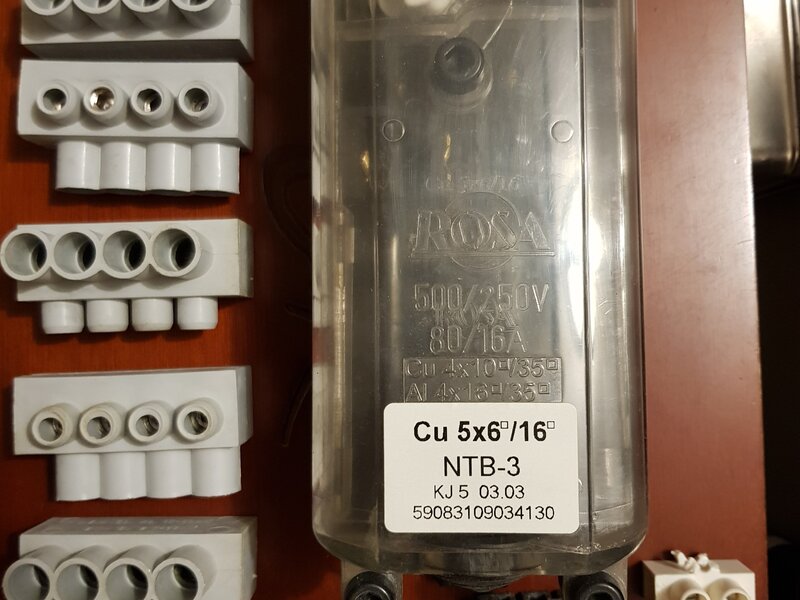 ROSA
500/250V
80/16A
Cu 4x10□/35□
Al 4x16□/35□
Cu 5x6□/16□
NTB-3
KJ 5 03.03
59083109034130